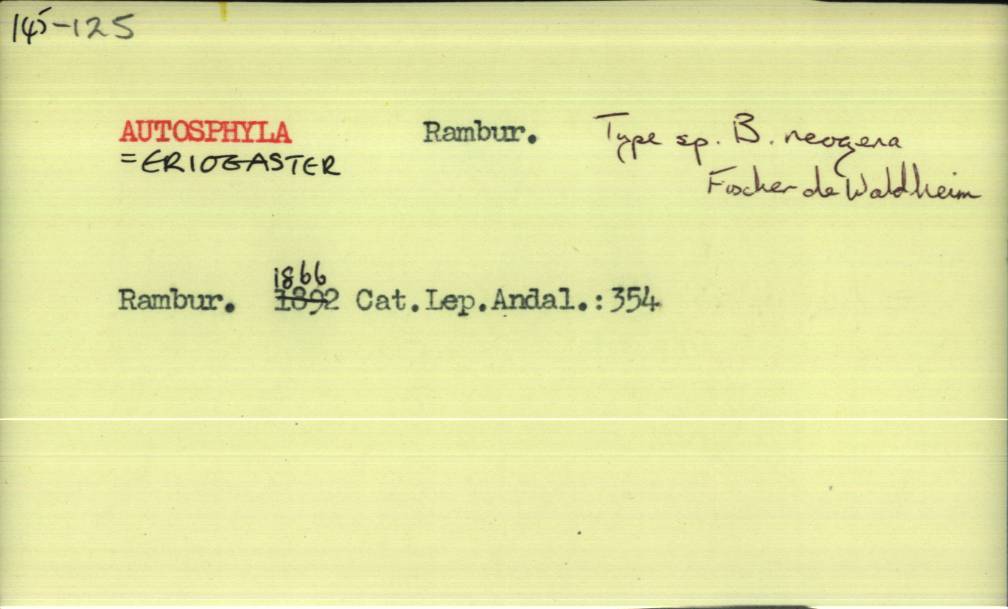 145-125
AUTOSPHYLA Rambur. Type sp. B. neogena
=ERIOGASTER Fischer de Waldheim
1866
Rambur. 1892 Cat.Lep.Andal.:354